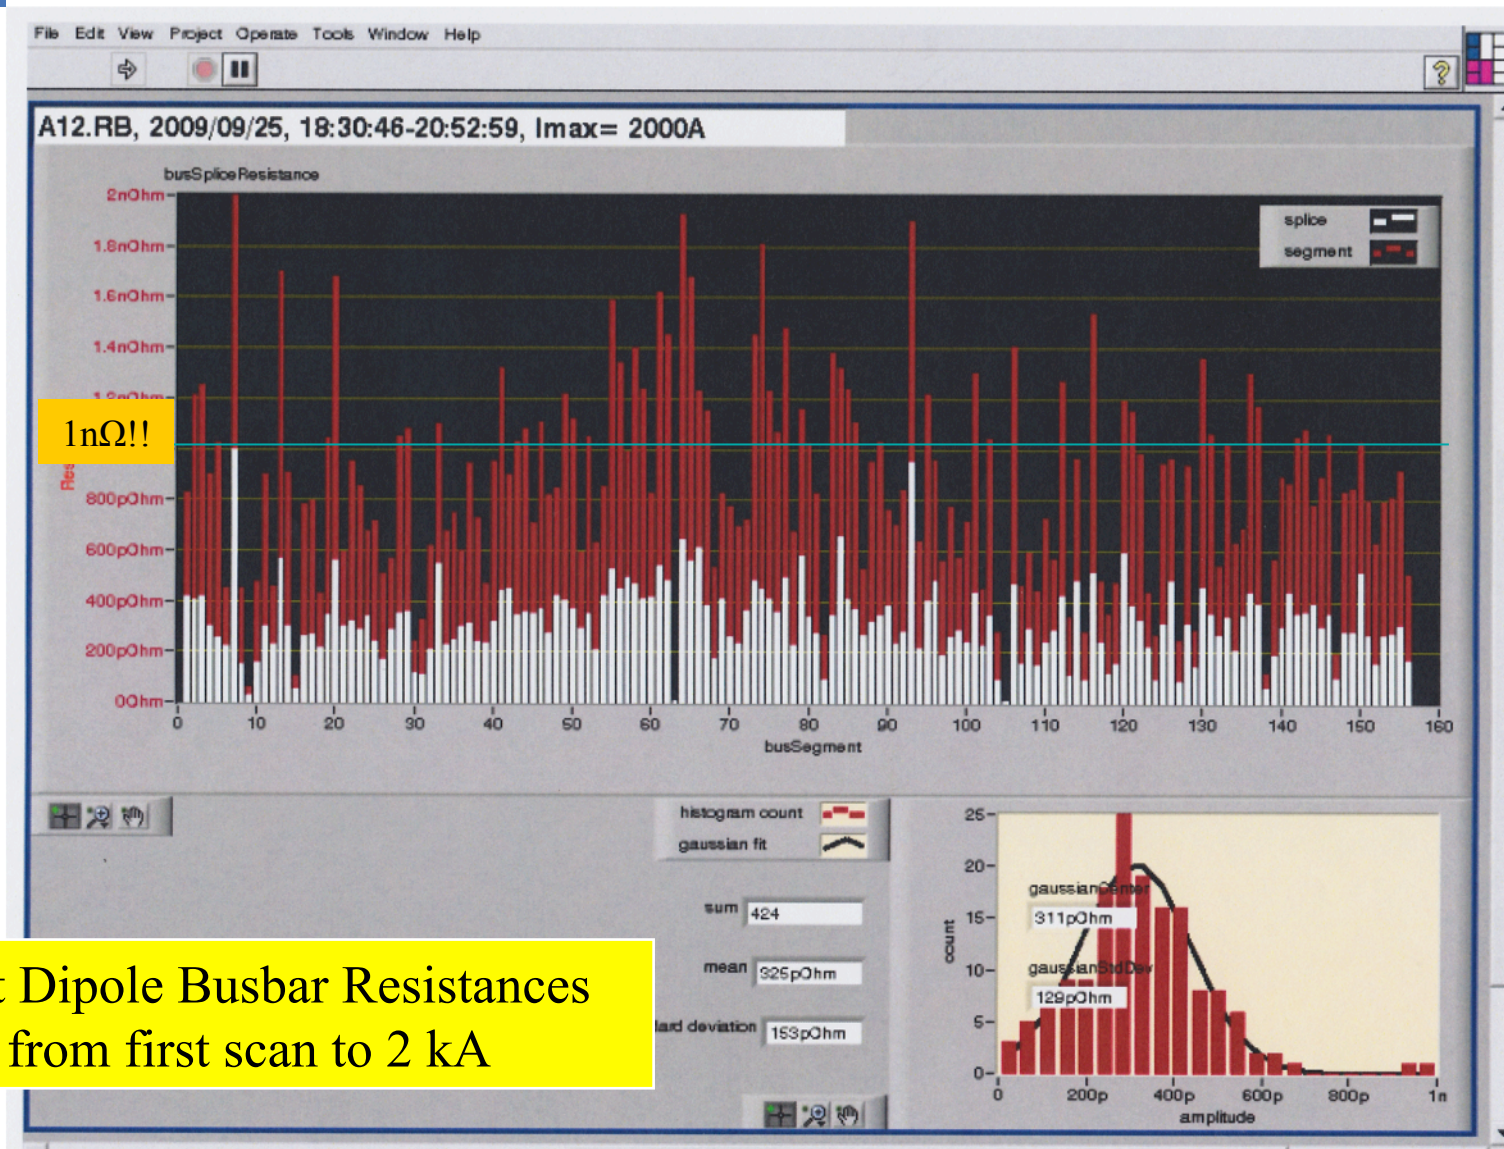 File Edit View Project Operate Tools Window Help
A12.RB, 2009/09/25, 18:30:46-20:52:59, Imax= 2000A
busSpliceResistance
splice
segment
2nOhm
1.8nOhm
1.6nOhm
1.4nOhm
1nΩ!!
800pOhm
600pOhm
400pOhm
200pOhm
0Ohm
0 10 20 30 40 50 60 70 80 90 100 110 120 130 140 150 160
busSegment
histogram count
gaussian fit
sum 424
mean 325pOhm
deviation 153pOhm
Dipole Busbar Resistances
from first scan to 2 kA
25
20
15
10
5
0
count
gaussianCenter
311pOhm
gaussianStdDev
129pOhm
0 200p 400p 600p 800p 1n
amplitude